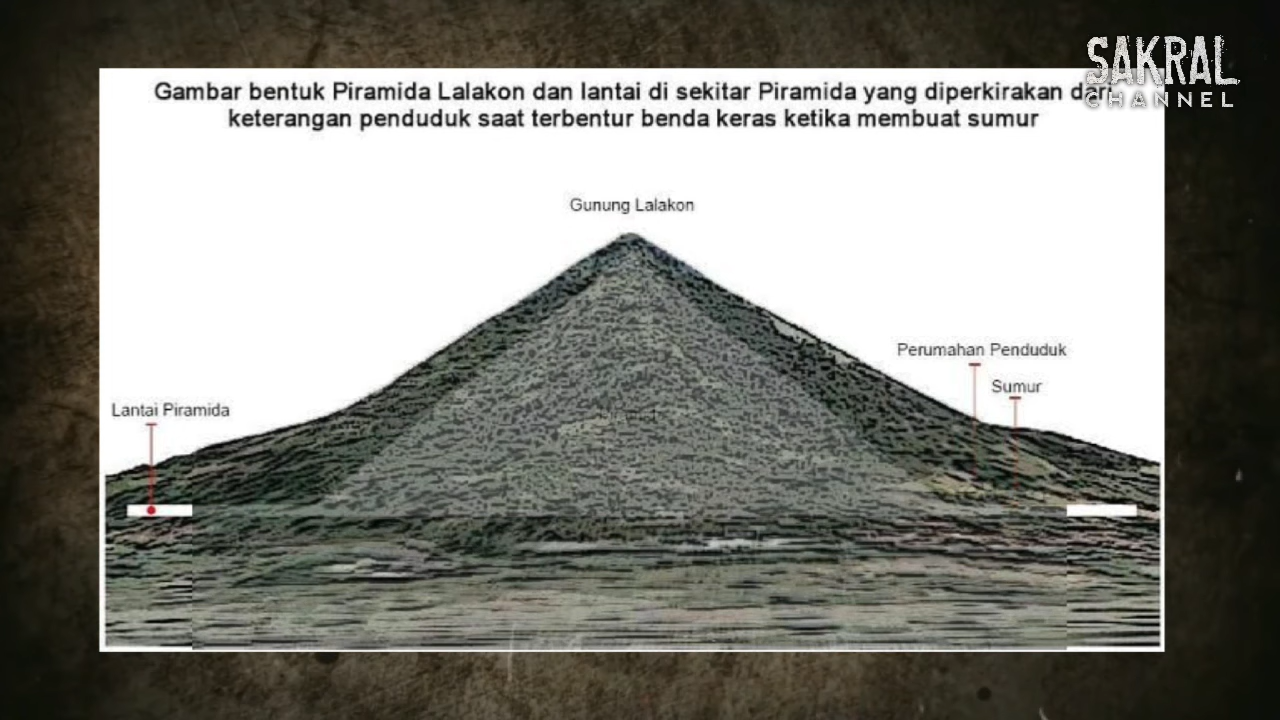 SAKRAL
CHANNEL
Gambar bentuk Piramida Lalakon dan lantai di sekitar Piramida yang diperkirakan dari
keterangan penduduk saat terbentur benda keras ketika membuat sumur
Gunung Lalakon
Perumahan Penduduk
Sumur
Lantai Piramida